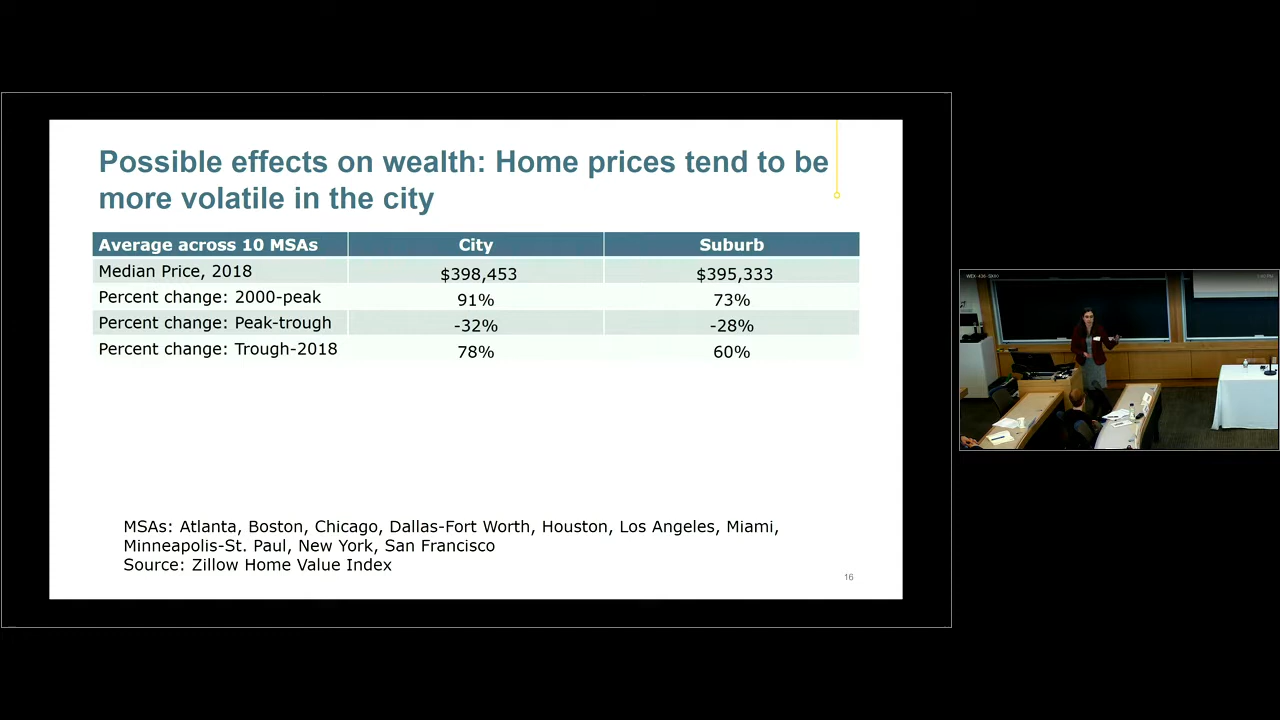 Possible effects on wealth: Home prices tend to be
more volatile in the city
Average across 10 MSAs City Suburb
Median Price, 2018 $398,453 $395,333
Percent change: 2000-peak 91% 73%
Percent change: Peak-trough -32% -28%
Percent change: Trough-2018 78% 60%
MSAs: Atlanta, Boston, Chicago, Dallas-Fort Worth, Houston, Los Angeles, Miami,
Minneapolis-St. Paul, New York, San Francisco
Source: Zillow Home Value Index
16